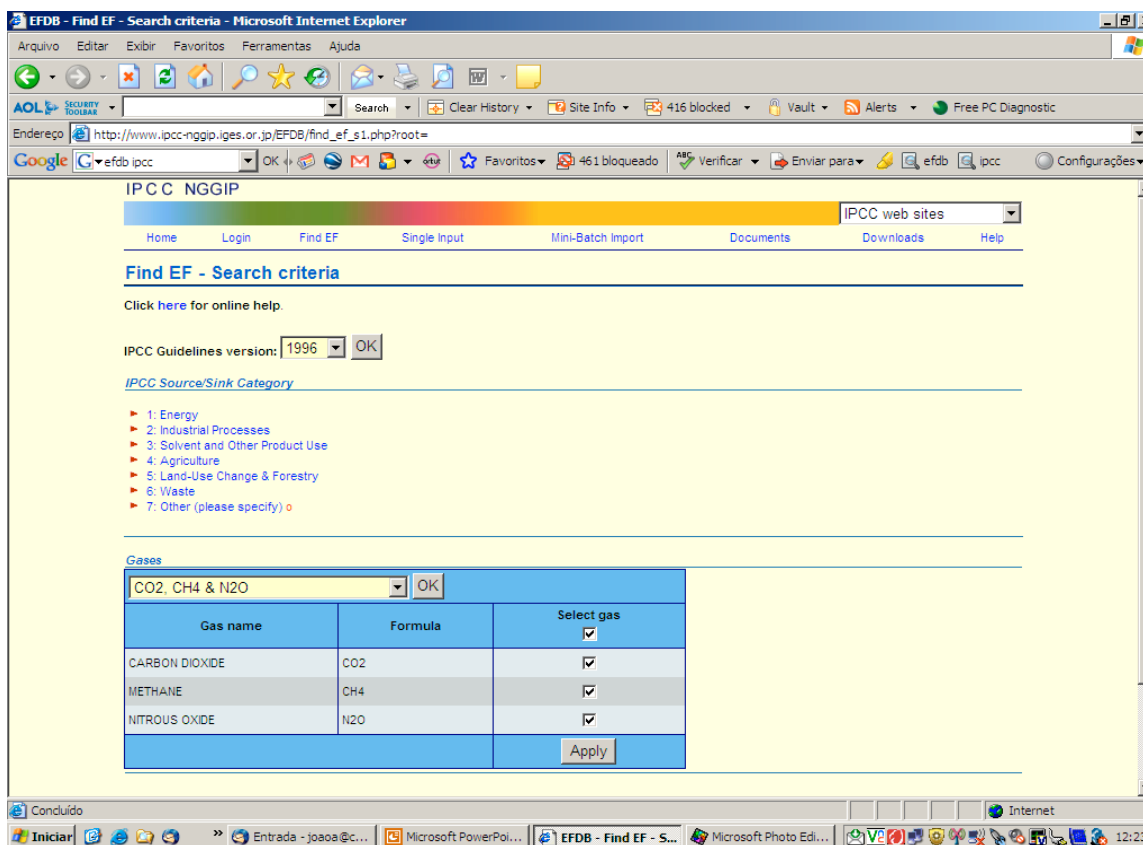 EFDB - Find EF - Search criteria - Microsoft Internet Explorer
Arquivo Editar Exibir Favoritos Ferramentas Ajuda
AOL SECURITY TOOLBAR Search Clear History Site Info 416 blocked Vault Alerts Free PC Diagnostic
Endereço http://www.ipcc-nggip.iges.or.jp/EFDB/find_ef_s1.php?root=
Google G efdb ipcc OK Favoritos 461 bloqueado ABC Verificar Enviar para efdb ipcc Configurações
IPCC NGGIP
IPCC web sites
Home Login Find EF Single Input Mini-Batch Import Documents Downloads Help
Find EF - Search criteria
Click here for online help.
IPCC Guidelines version: 1996 OK
IPCC Source/Sink Category
1: Energy
2: Industrial Processes
3: Solvent and Other Product Use
4: Agriculture
5: Land-Use Change & Forestry
6: Waste
7: Other (please specify) o
Gases
CO2, CH4 & N2O OK
Gas name Formula Select gas
CARBON DIOXIDE CO2
METHANE CH4
NITROUS OXIDE N2O
Apply
Concluído Internet
Iniciar » Entrada - joaoa@c... Microsoft PowerPoi... EFDB - Find EF - S... Microsoft Photo Edi...